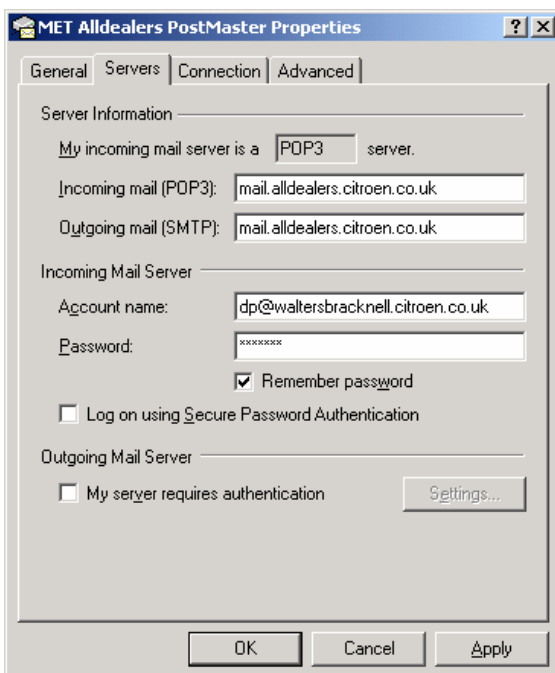 MET Alldealers PostMaster Properties ? X
General Servers Connection Advanced
Server Information
My incoming mail server is a POP3 server.
Incoming mail (POP3): mail.alldealers.citroen.co.uk
Outgoing mail (SMTP): mail.alldealers.citroen.co.uk
Incoming Mail Server
Account name: dp@waltersbracknell.citroen.co.uk
Password: *******
Remember password
Log on using Secure Password Authentication
Outgoing Mail Server
My server requires authentication Settings...
OK Cancel Apply